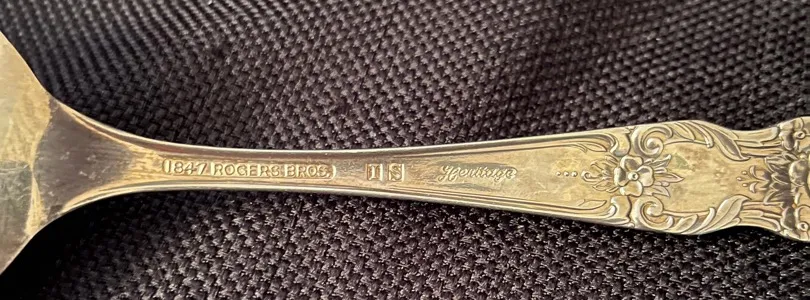 1847 ROGERS BROS. IS Heritage